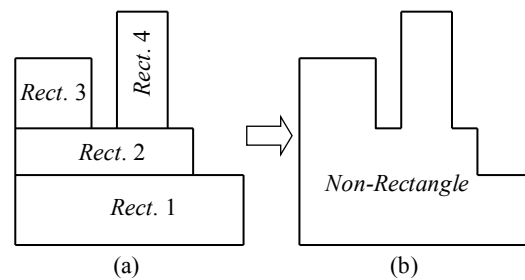 Rect. 4
Rect. 3
Rect. 2
Rect. 1
Non-Rectangle
(a)
(b)